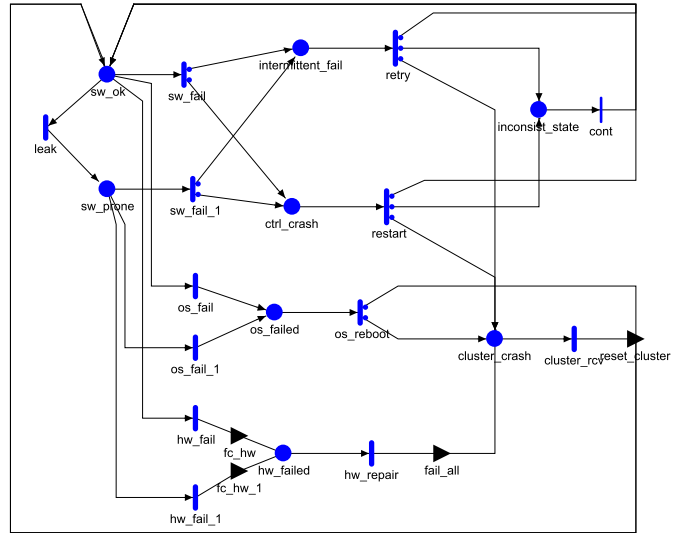 intermittent_fail
retry
sw_ok
sw_fail
inconsist_state
cont
leak
sw_prone
sw_fail_1
ctrl_crash
restart
os_fail
os_failed
os_reboot
cluster_crash
cluster_rcv
reset_cluster
os_fail_1
hw_fail
fc_hw
hw_failed
hw_repair
fail_all
fc_hw_1
hw_fail_1